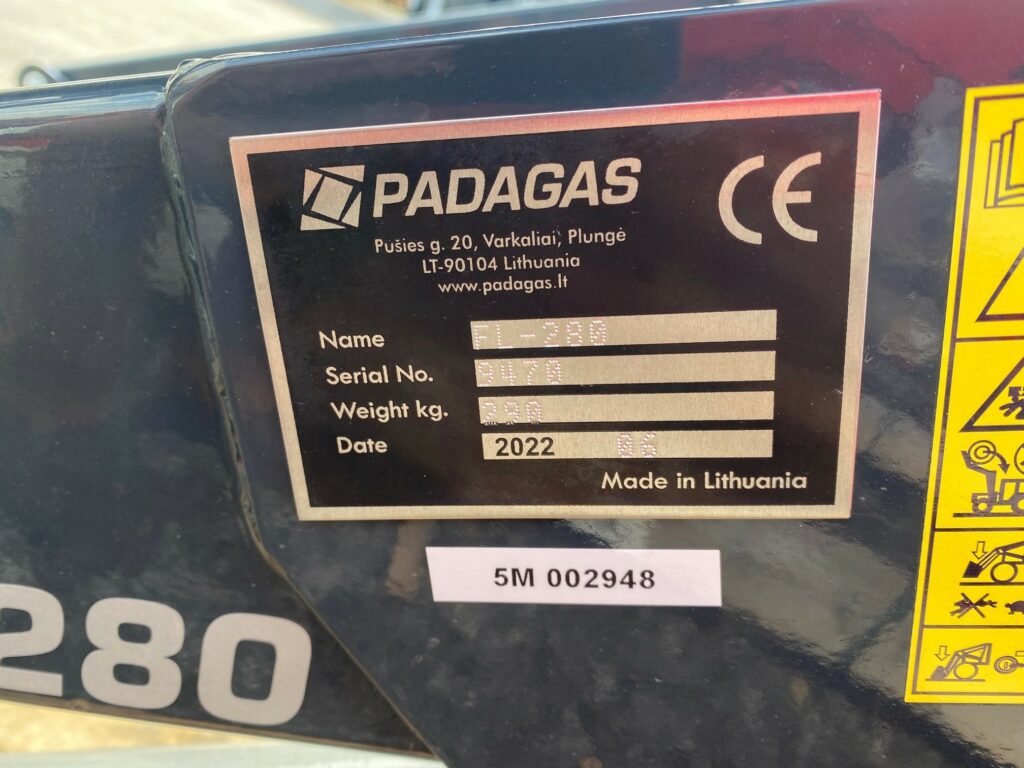 PADAGAS
CE
Pušies g. 20, Varkaliai, Plungė
LT-90104 Lithuania
www.padagas.lt
Name FL-280
Serial No. 9470
Weight kg. 290
Date 2022 06
Made in Lithuania
5M 002948
280